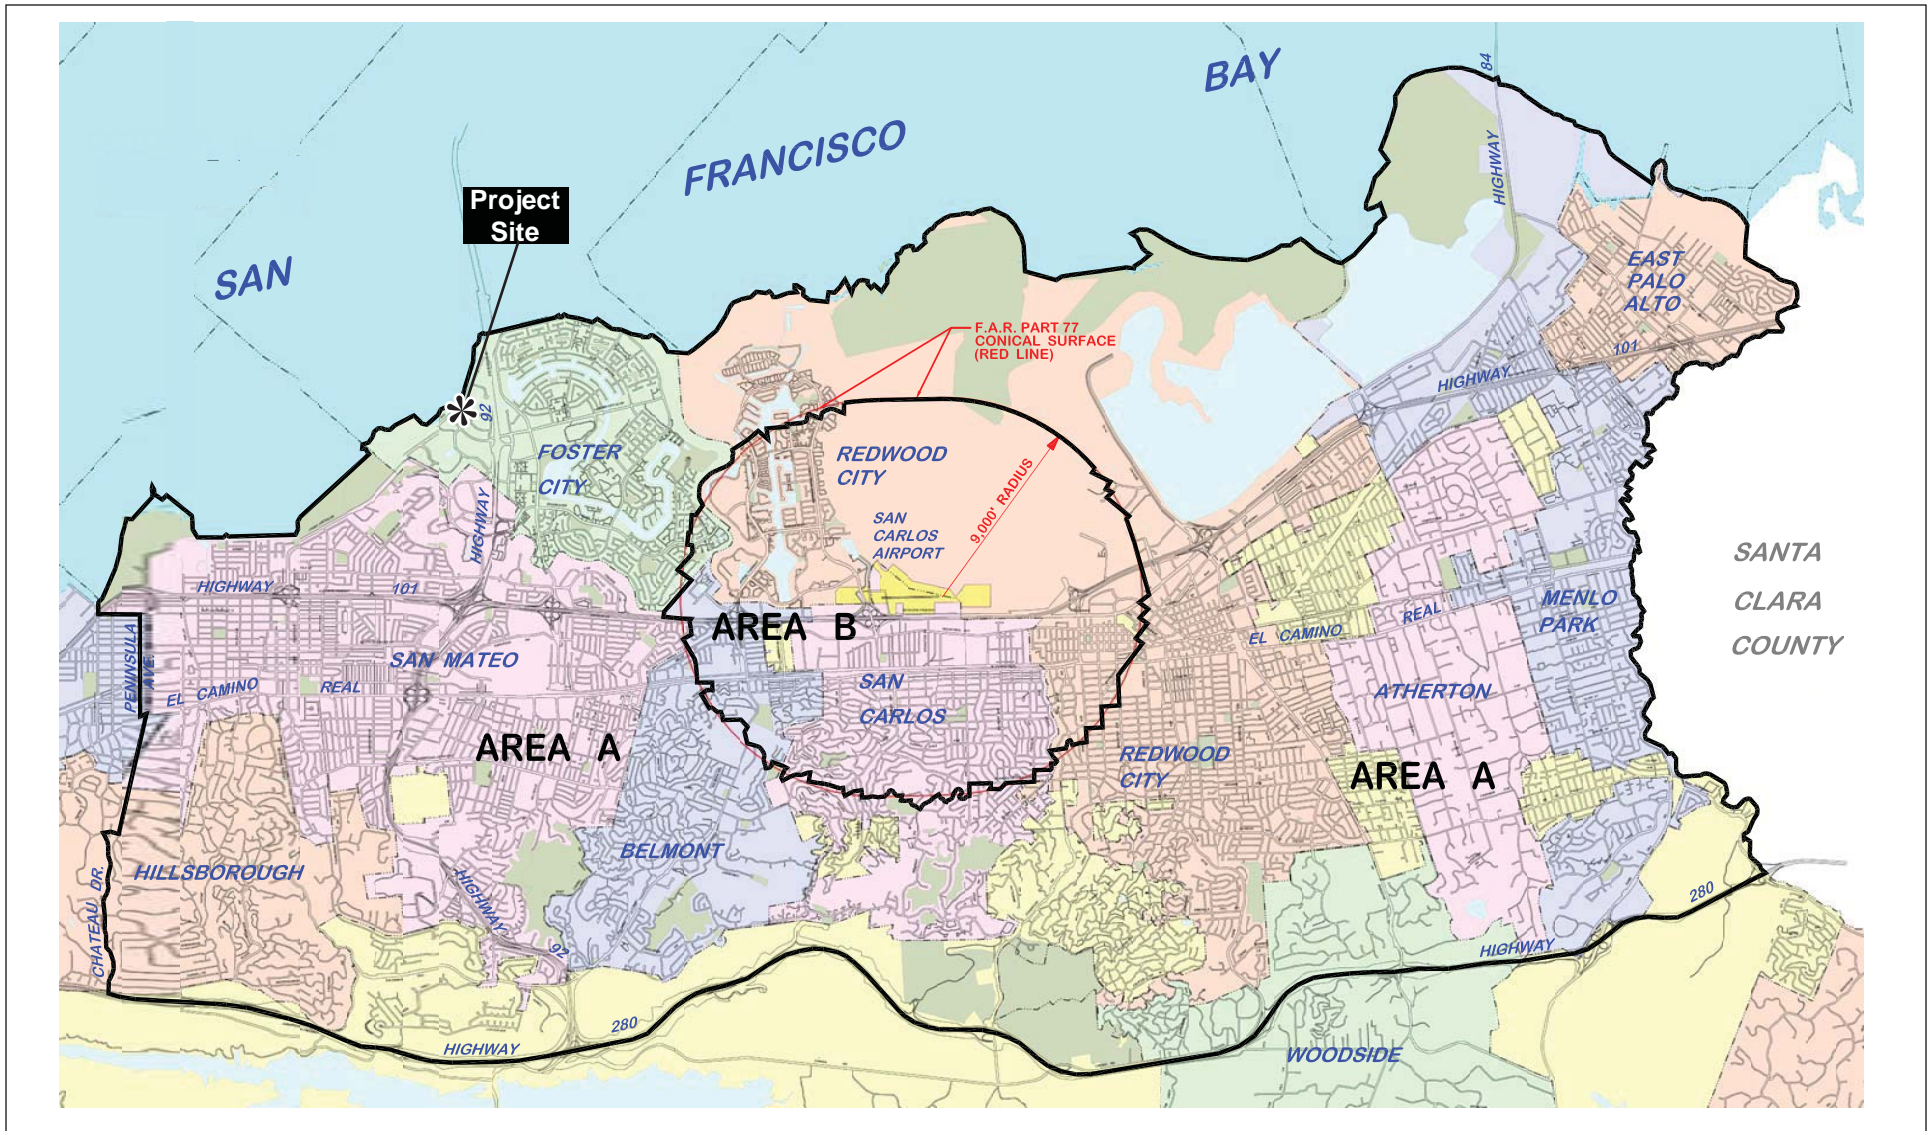 BAY
84
FRANCISCO
HIGHWAY
Project
Site
SAN
EAST
PALO
ALTO
F.A.R. PART 77
CONICAL SURFACE
(RED LINE)
101
HIGHWAY
92
FOSTER
CITY
REDWOOD
CITY
9,000' RADIUS
HIGHWAY
SAN
CARLOS
AIRPORT
SANTA
CLARA
COUNTY
HIGHWAY
101
MENLO
PARK
REAL
EL CAMINO
AREA B
PENINSULA
AVE.
SAN MATEO
EL CAMINO
REAL
SAN
CARLOS
ATHERTON
AREA A
REDWOOD
CITY
AREA A
BELMONT
HILLSBOROUGH
CHATEAU DR.
HIGHWAY
92
280
HIGHWAY
280
HIGHWAY
WOODSIDE